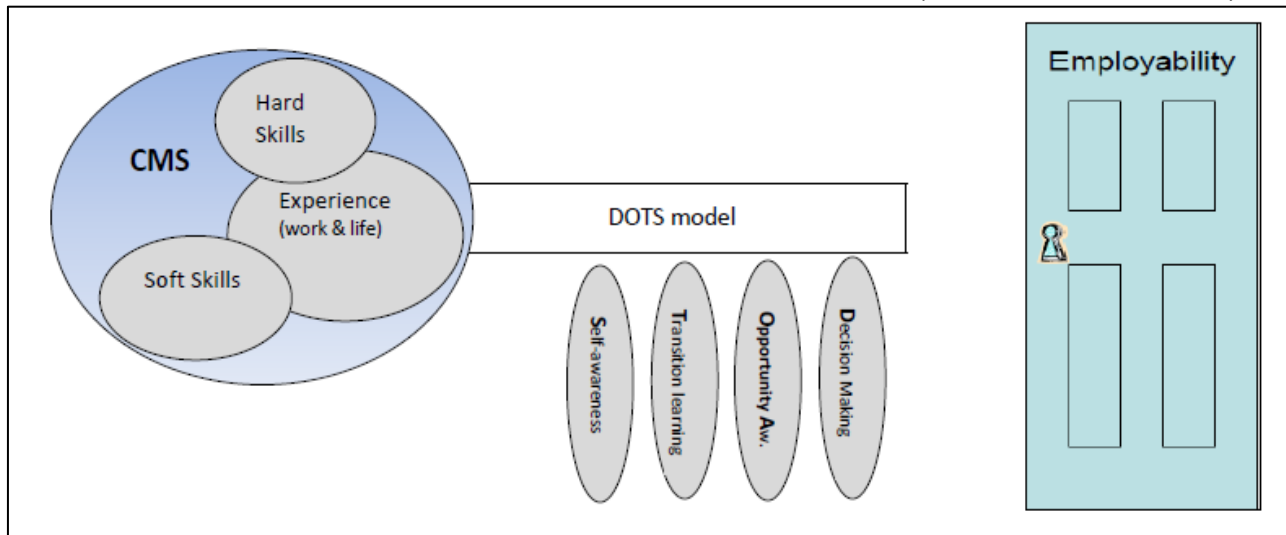 Employability
Hard
Skills
CMS
Experience
(work & life)
DOTS model
Soft Skills
Self-awareness
Transition learning
Opportunity Aw.
Decision Making